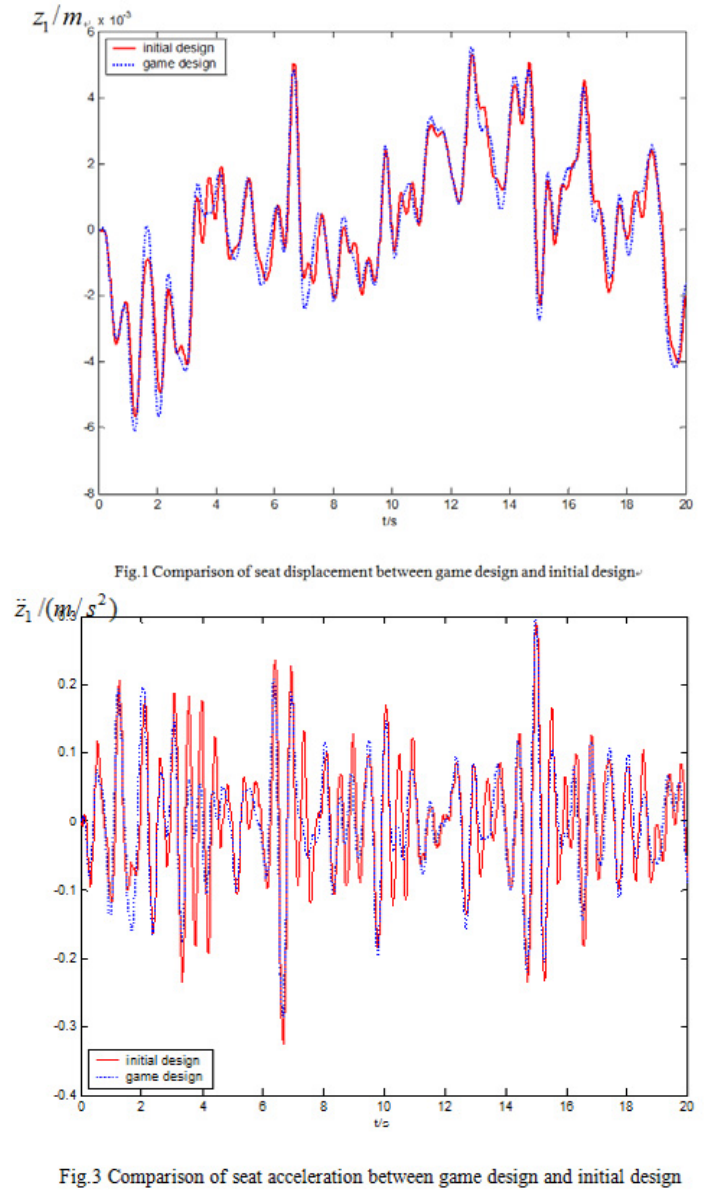 z₁/m × 10⁻³
initial design
game design
6
4
2
0
-2
-4
-6
-8
0 2 4 6 8 10 12 14 16 18 20
t/s
Fig.1 Comparison of seat displacement between game design and initial design
z̈₁/(m/s²)
0.3
0.2
0.1
0
-0.1
-0.2
-0.3
-0.4
initial design
game design
0 2 4 6 8 10 12 14 16 18 20
t/s
Fig.3 Comparison of seat acceleration between game design and initial design